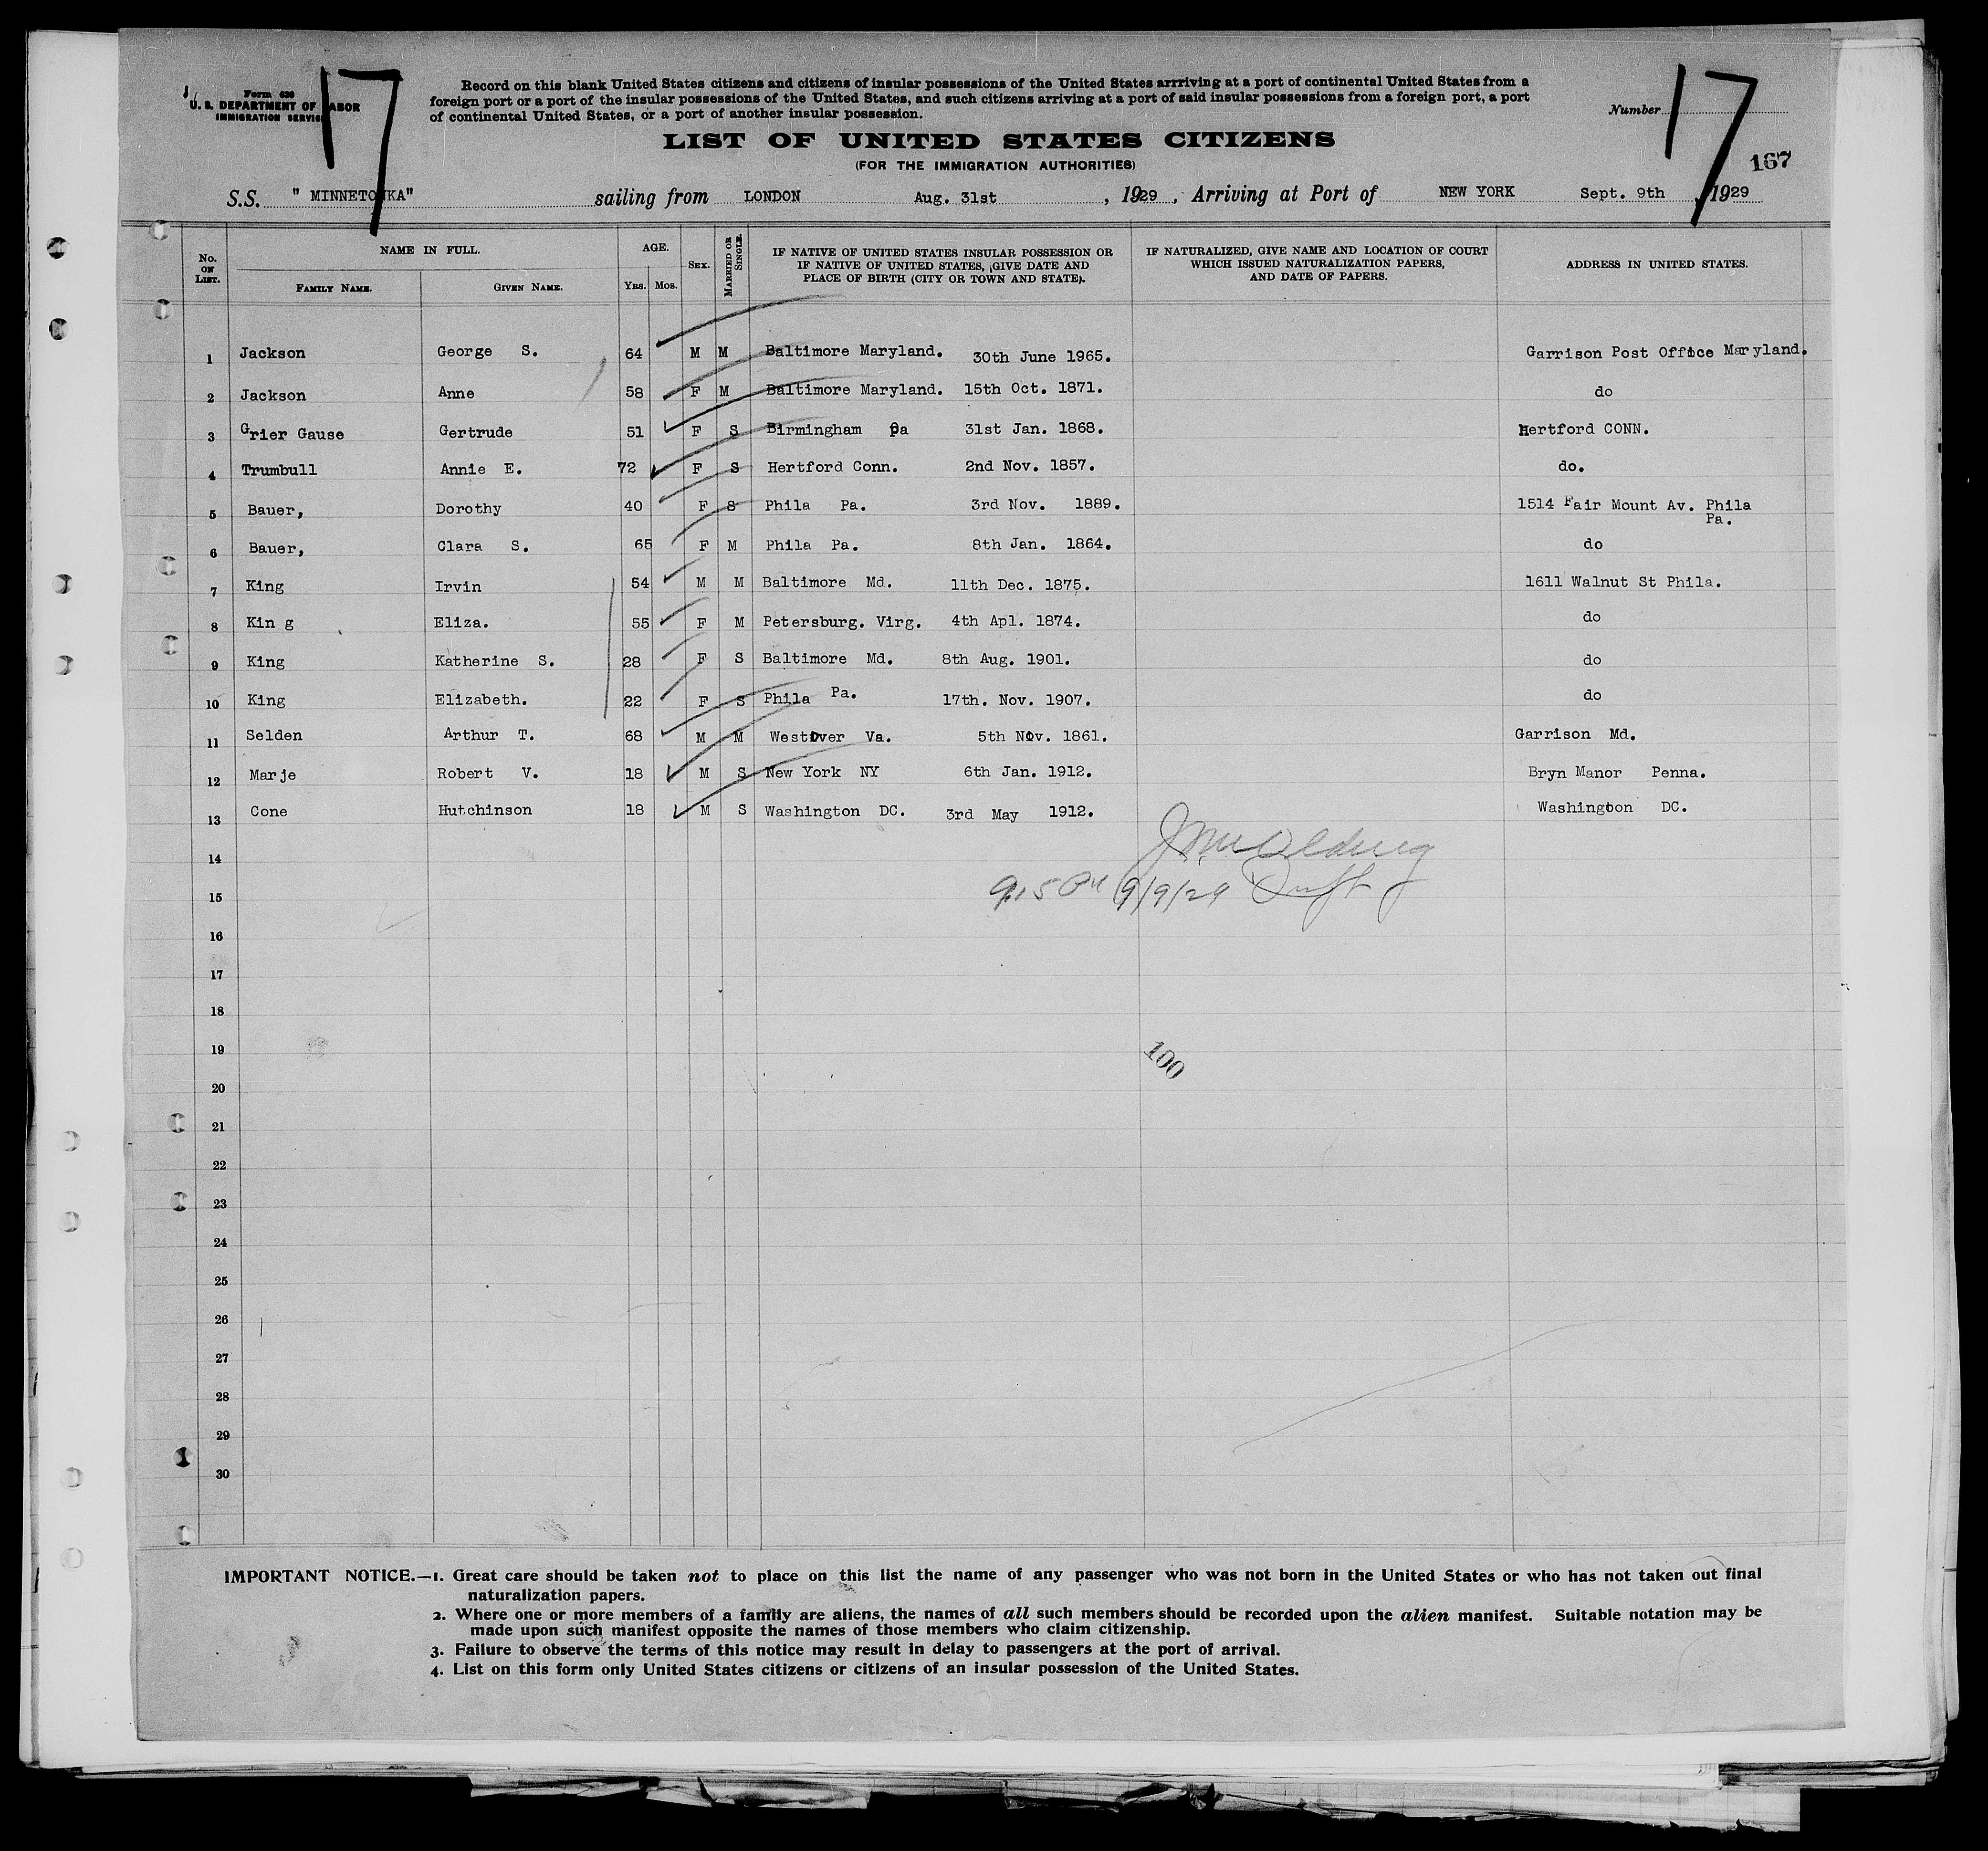 17
Form 630
U. S. DEPARTMENT OF LABOR
IMMIGRATION SERVICE
Record on this blank United States citizens and citizens of insular possessions of the United States arrriving at a port of continental United States from a
foreign port or a port of the insular possessions of the United States, and such citizens arriving at a port of said insular possessions from a foreign port, a port
of continental United States, or a port of another insular possession.
Number
17
167
LIST OF UNITED STATES CITIZENS
(FOR THE IMMIGRATION AUTHORITIES)
S.S. " MINNETONKA" sailing from LONDON Aug. 31st , 1929 , Arriving at Port of NEW YORK Sept. 9th , 1929
No. ON LIST. NAME IN FULL. FAMILY NAME. GIVEN NAME. AGE. YRS. MOS. SEX. MARRIED OR SINGLE. IF NATIVE OF UNITED STATES INSULAR POSSESSION OR IF NATIVE OF UNITED STATES, GIVE DATE AND PLACE OF BIRTH (CITY OR TOWN AND STATE). IF NATURALIZED, GIVE NAME AND LOCATION OF COURT WHICH ISSUED NATURALIZATION PAPERS, AND DATE OF PAPERS. ADDRESS IN UNITED STATES.
1 Jackson George S. 64 M M Baltimore Maryland. 30th June 1965. Garrison Post Office Maryland.
2 Jackson Anne 58 F M Baltimore Maryland. 15th Oct. 1871. do
3 Grier Gause Gertrude 51 F S Birmingham Pa 31st Jan. 1868. Hertford CONN.
4 Trumbull Annie E. 72 F S Hertford Conn. 2nd Nov. 1857. do.
5 Bauer, Dorothy 40 F S Phila Pa. 3rd Nov. 1889. 1514 Fair Mount Av. Phila
Pa.
6 Bauer, Clara S. 65 F M Phila Pa. 8th Jan. 1864. do
7 King Irvin 54 M M Baltimore Md. 11th Dec. 1875. 1611 Walnut St Phila.
8 Kin g Eliza. 55 F M Petersburg. Virg. 4th Apl. 1874. do
9 King Katherine S. 28 F S Baltimore Md. 8th Aug. 1901. do
10 King Elizabeth. 22 F S Phila Pa. 17th. Nov. 1907. do
11 Selden Arthur T. 68 M M Westover Va. 5th Nov. 1861. Garrison Md.
12 Marje Robert V. 18 M S New York NY 6th Jan. 1912. Bryn Manor Penna.
13 Cone Hutchinson 18 M S Washington DC. 3rd May 1912. Washington DC.
14
15 9/9/29
16
17
18
19 100
20
21
22
23
24
25
26
27
28
29
30
IMPORTANT NOTICE.—1. Great care should be taken not to place on this list the name of any passenger who was not born in the United States or who has not taken out final
naturalization papers.
2. Where one or more members of a family are aliens, the names of all such members should be recorded upon the alien manifest. Suitable notation may be
made upon such manifest opposite the names of those members who claim citizenship.
3. Failure to observe the terms of this notice may result in delay to passengers at the port of arrival.
4. List on this form only United States citizens or citizens of an insular possession of the United States.